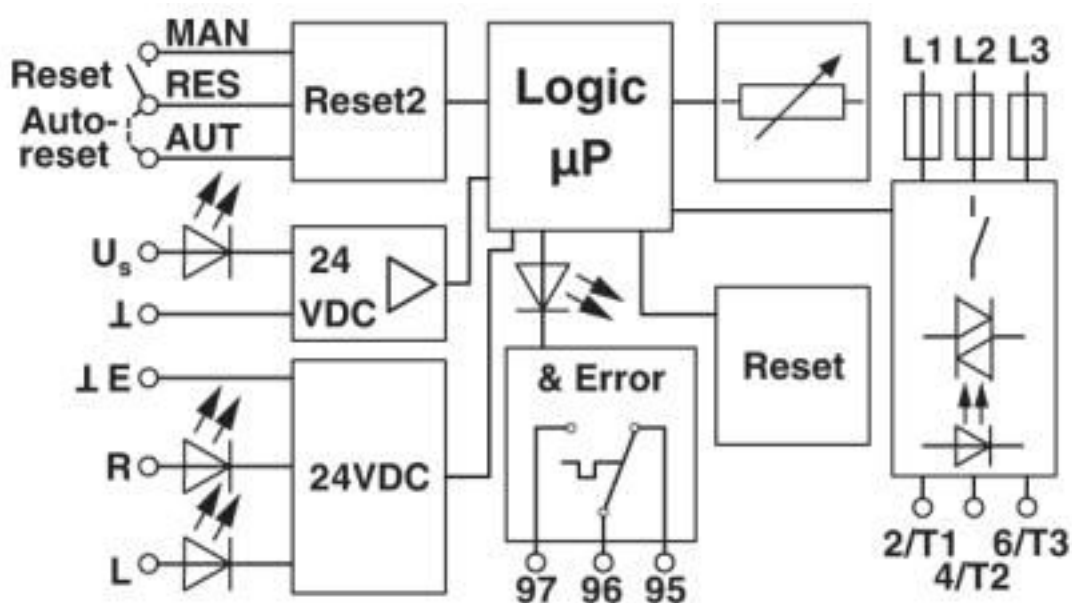 MAN
Reset
RES
Auto-
reset
AUT
Reset2
Logic
µP
L1 L2 L3
Us
⊥
24
VDC
⊥ E
R
L
24VDC
& Error
97 96 95
Reset
2/T1 6/T3
4/T2